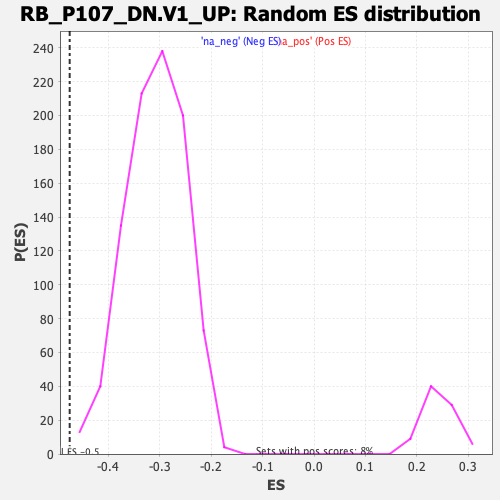 RB_P107_DN.V1_UP: Random ES distribution
'na_neg' (Neg ES) a_pos' (Pos ES)
240
220
200
180
160
140
120
100
80
60
40
20
0
P(ES)
ES -0.5
Sets with pos scores: 8%
-0.4 -0.3 -0.2 -0.1 0.0 0.1 0.2 0.3
ES